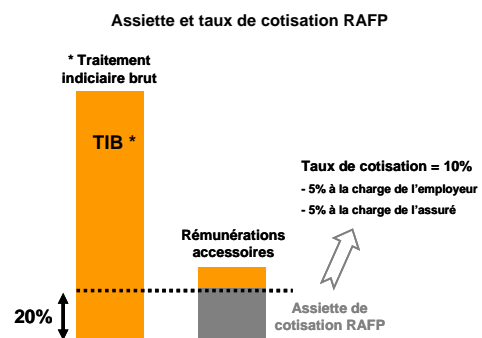 Assiette et taux de cotisation RAFP
* Traitement
indiciaire brut
TIB *
Taux de cotisation = 10%
- 5% à la charge de l'employeur
- 5% à la charge de l'assuré
Rémunérations
accessoires
20%
Assiette de
cotisation RAFP